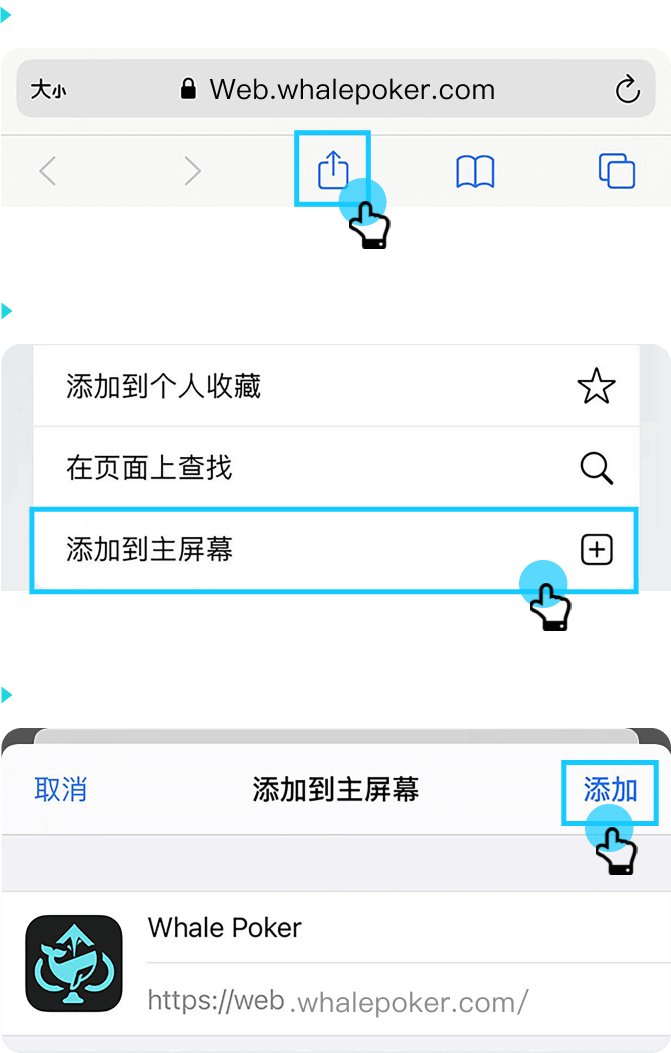 大小 Web.whalepoker.com
添加到个人收藏
在页面上查找
添加到主屏幕
取消 添加到主屏幕 添加
Whale Poker
https://web.whalepoker.com/